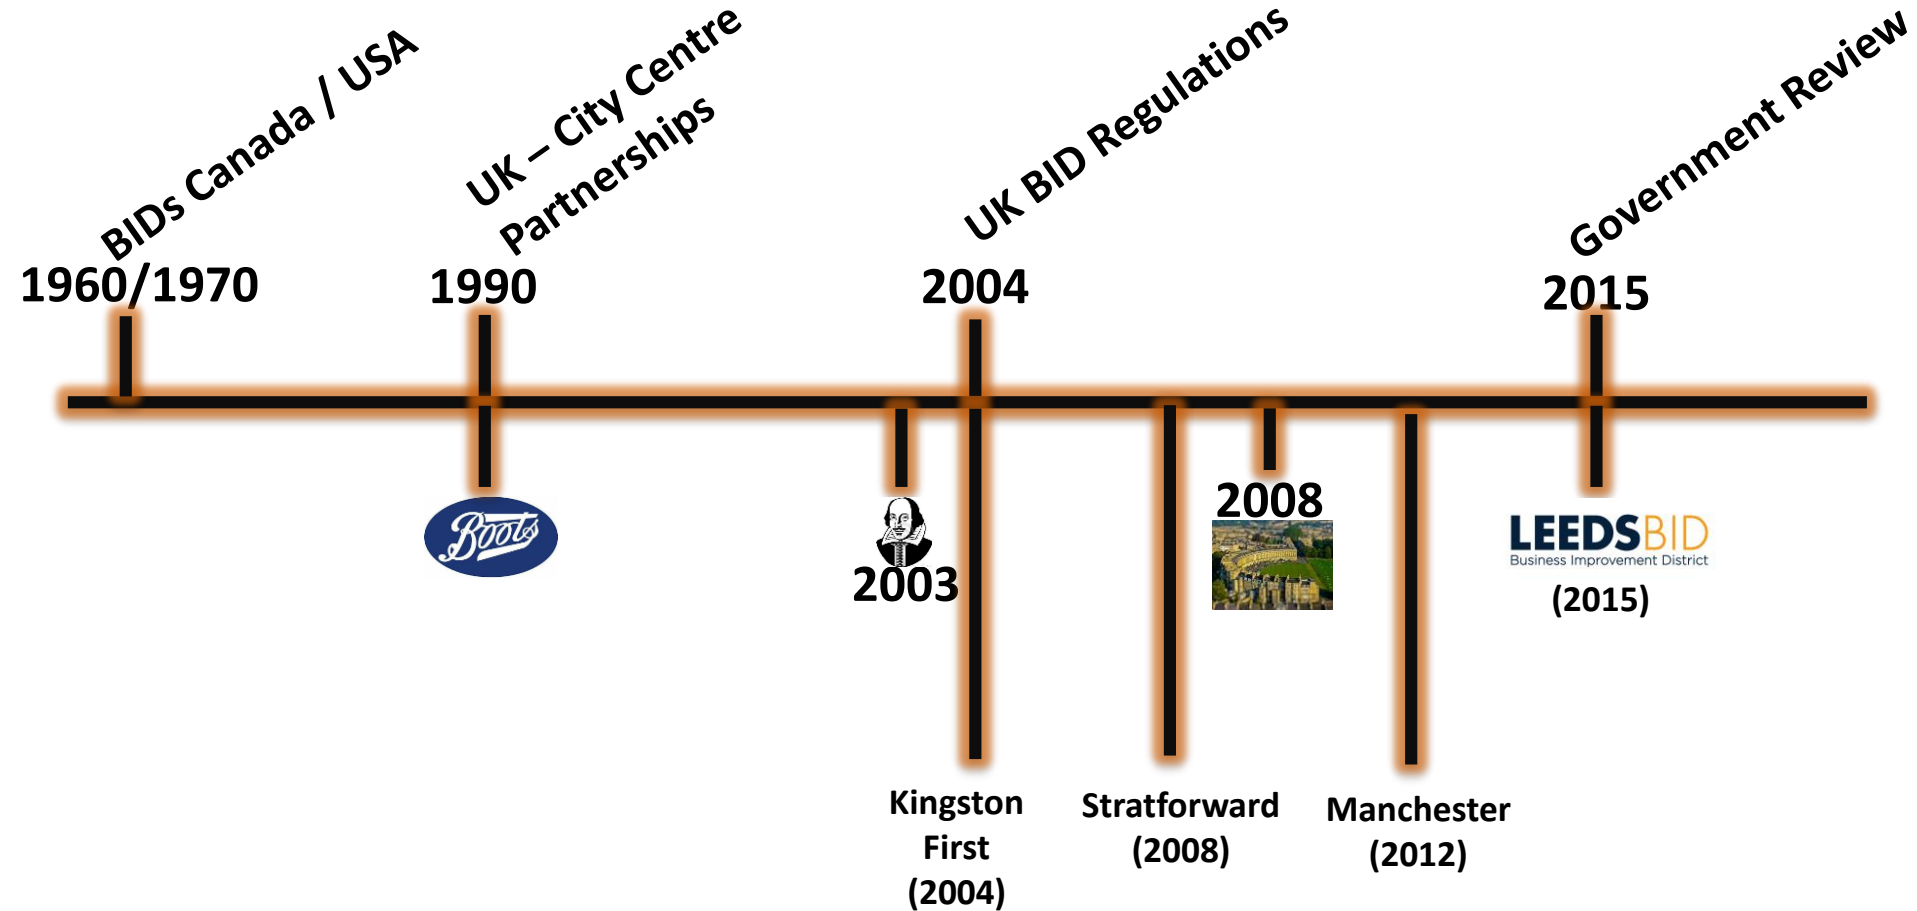 BIDs Canada / USA
1960/1970
UK – City Centre
Partnerships
1990
UK BID Regulations
2004
Government Review
2015
Boots
2003
2008
LEEDSBID
Business Improvement District
(2015)
Kingston
First
(2004)
Stratforward
(2008)
Manchester
(2012)